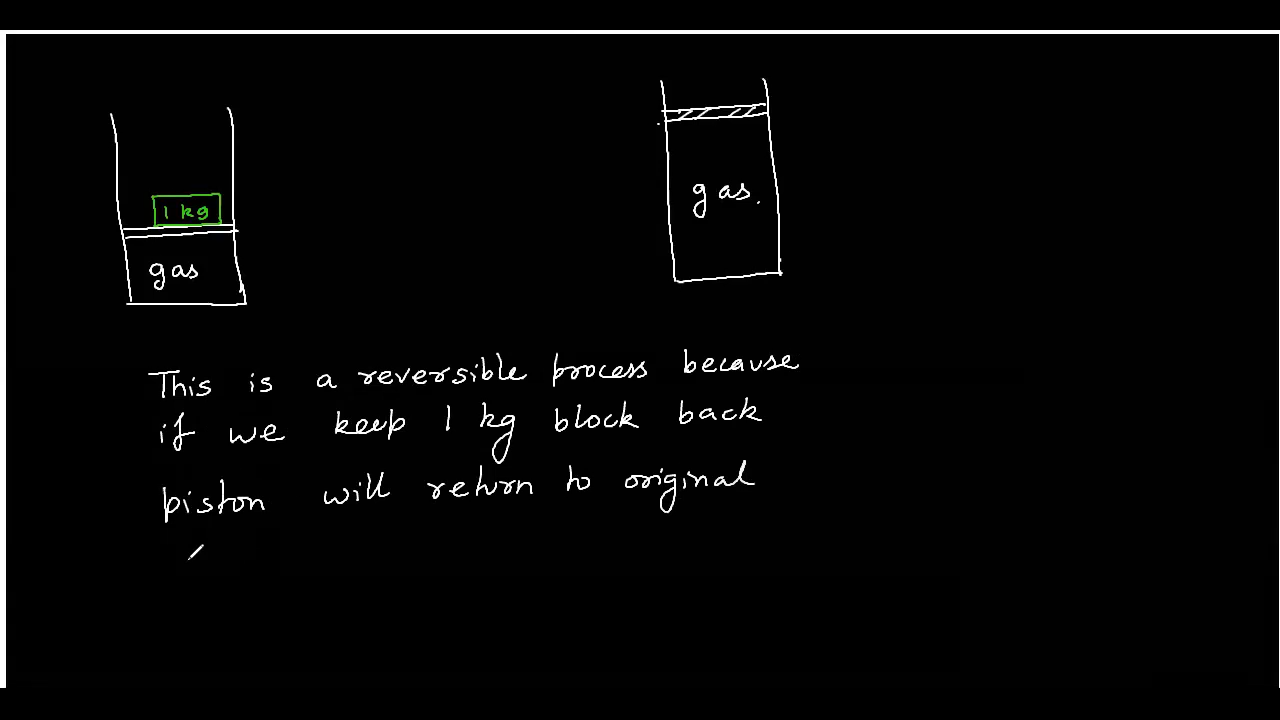 1 kg
gas
gas.
This is a reversible process because
if we keep 1 kg block back
piston will return to original